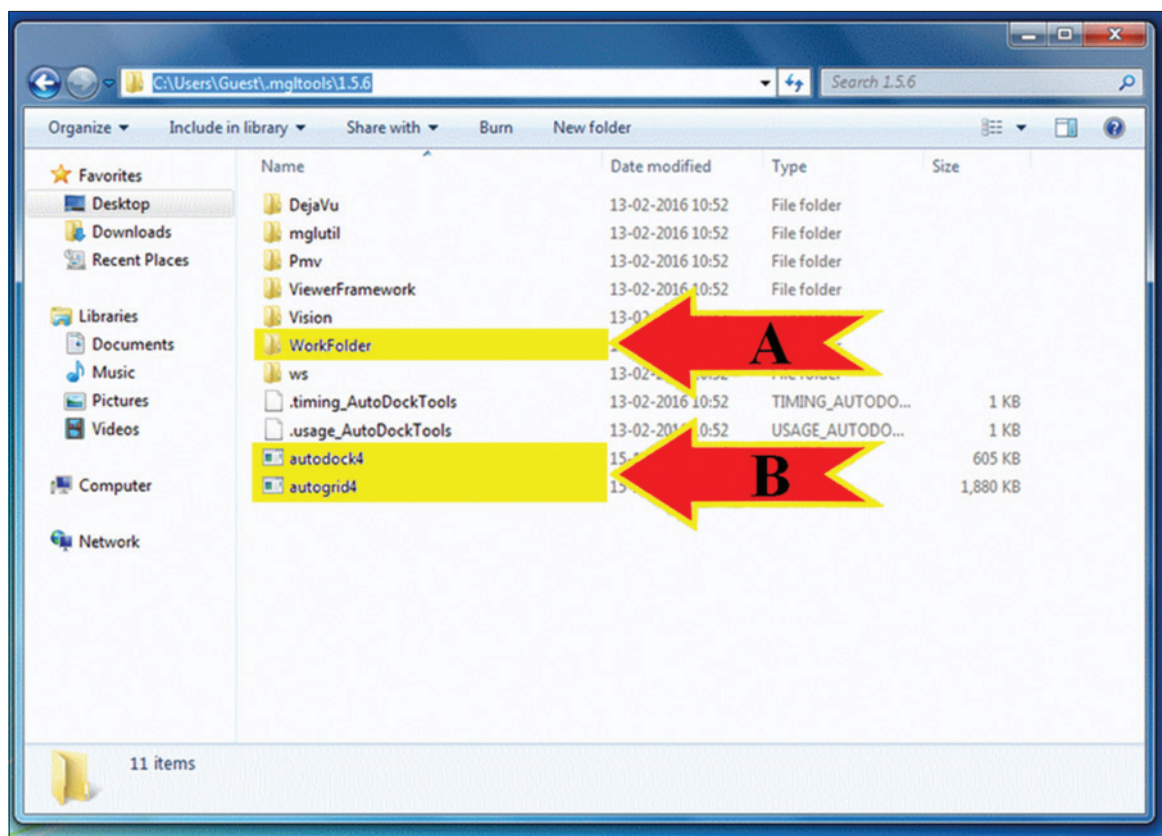 C:\Users\Guest\.mgltools\1.5.6 Search 1.5.6
Organize Include in library Share with Burn New folder
Favorites
Desktop
Downloads
Recent Places
Libraries
Documents
Music
Pictures
Videos
Computer
Network
Name Date modified Type Size
DejaVu 13-02-2016 10:52 File folder
mglutil 13-02-2016 10:52 File folder
Pmv 13-02-2016 10:52 File folder
ViewerFramework 13-02-2016 10:52 File folder
Vision
WorkFolder A
ws
.timing_AutoDockTools 13-02-2016 10:52 TIMING_AUTODO... 1 KB
.usage_AutoDockTools 13-02-2016 10:52 USAGE_AUTODO... 1 KB
autodock4 B 605 KB
autogrid4 1,880 KB
11 items